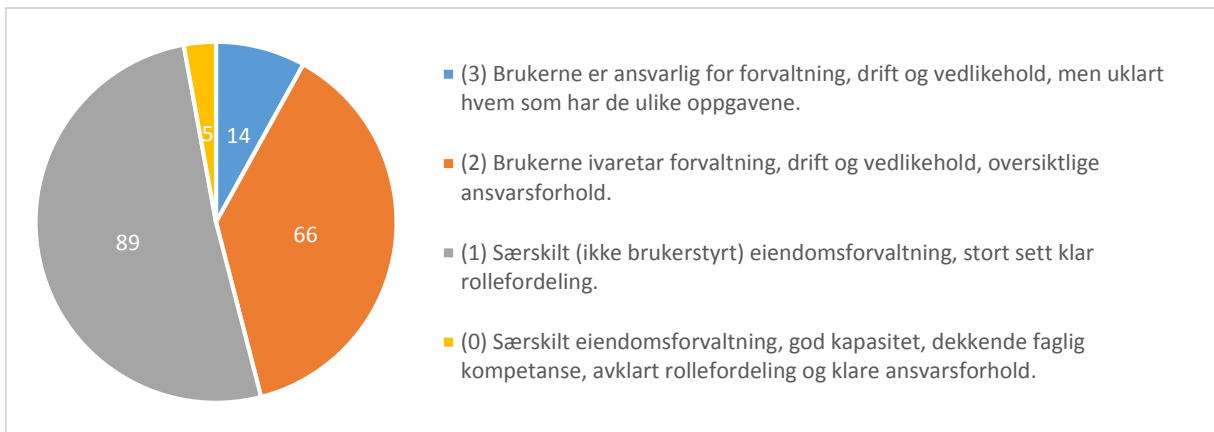 5
14
66
89
(3) Brukerne er ansvarlig for forvaltning, drift og vedlikehold, men uklart
hvem som har de ulike oppgavene.
(2) Brukerne ivaretar forvaltning, drift og vedlikehold, oversiktlige
ansvarsforhold.
(1) Særskilt (ikke brukerstyrt) eiendomsforvaltning, stort sett klar
rollefordeling.
(0) Særskilt eiendomsforvaltning, god kapasitet, dekkende faglig
kompetanse, avklart rollefordeling og klare ansvarsforhold.